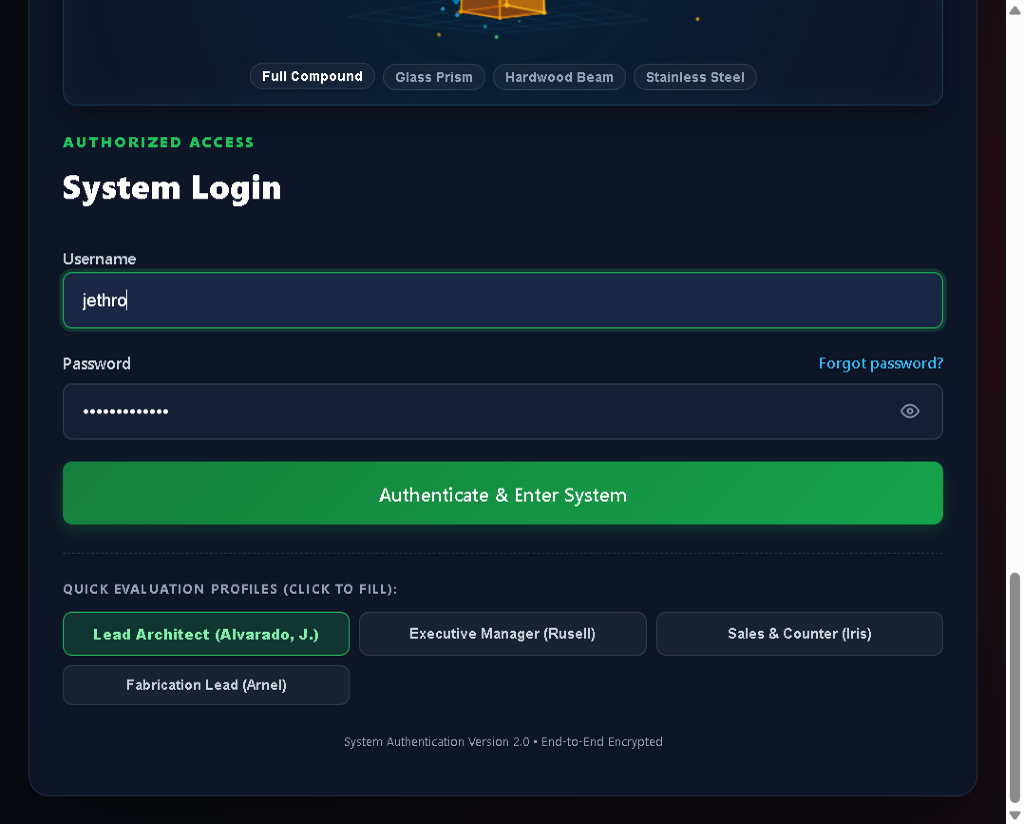 Full Compound Glass Prism Hardwood Beam Stainless Steel
AUTHORIZED ACCESS
System Login
Username
jethro
Password Forgot password?
•••••••••••••
Authenticate & Enter System
QUICK EVALUATION PROFILES (CLICK TO FILL):
Lead Architect (Alvarado, J.) Executive Manager (Rusell) Sales & Counter (Iris)
Fabrication Lead (Arnel)
System Authentication Version 2.0 • End-to-End Encrypted